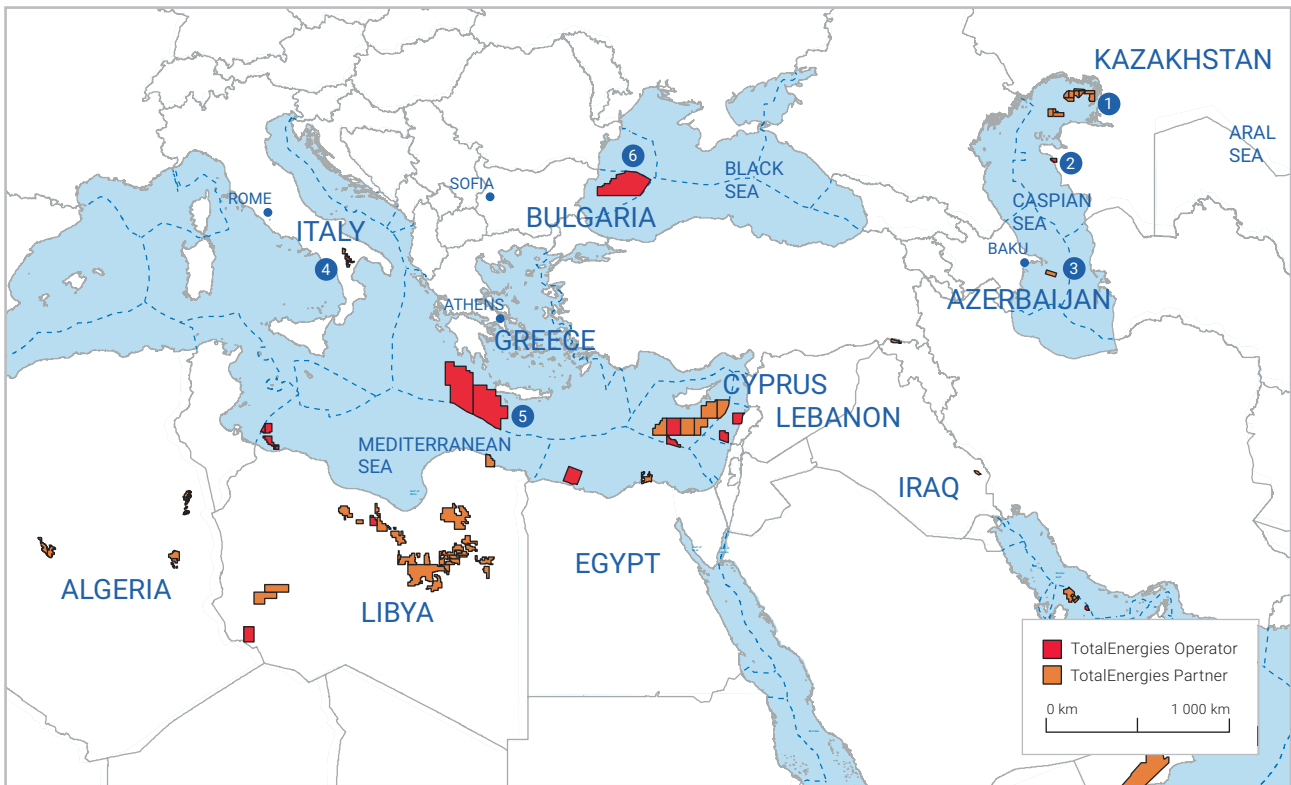 KAZAKHSTAN
1
ARAL
SEA
6
2
BLACK
SEA
SOFIA
ROME
CASPIAN
SEA
BULGARIA
ITALY
BAKU
4
3
AZERBAIJAN
ATHENS
GREECE
CYPRUS
LEBANON
5
MEDITERRANEAN
SEA
IRAQ
EGYPT
ALGERIA
LIBYA
TotalEnergies Operator
TotalEnergies Partner
0 km 1 000 km